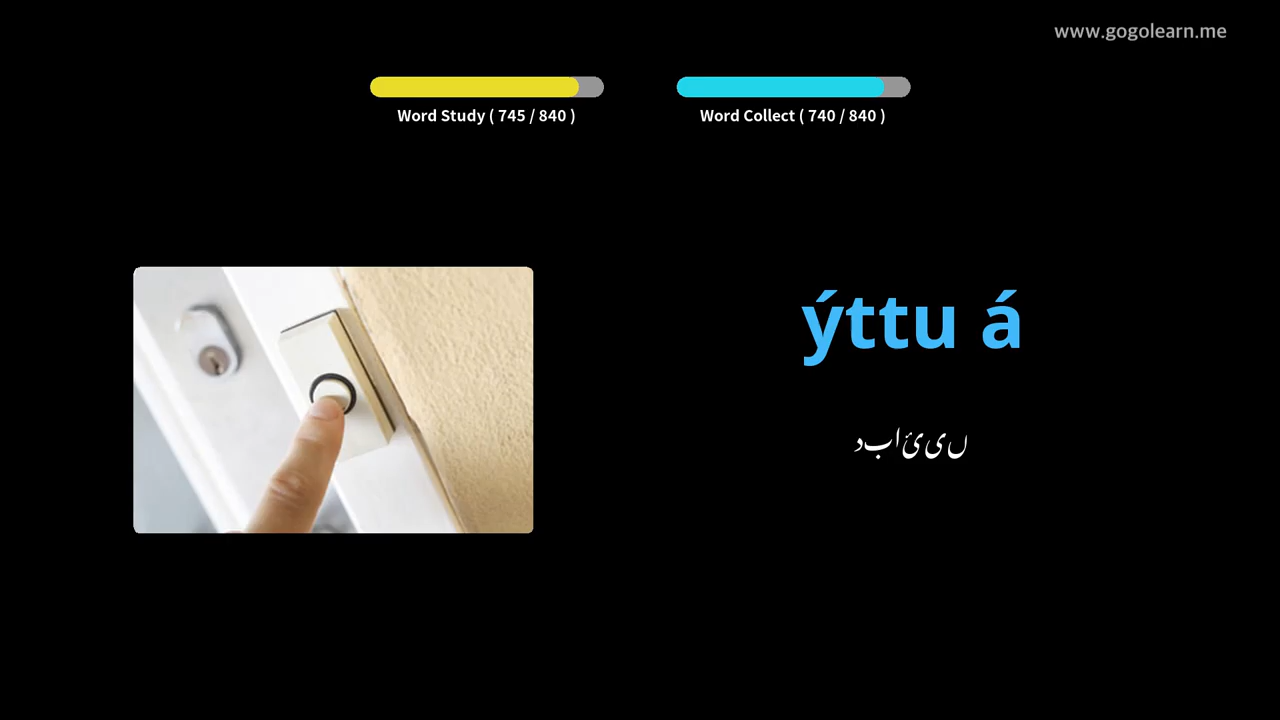 www.gogolearn.me
Word Study ( 745 / 840 )
Word Collect ( 740 / 840 )
ýttu á
دبائیں